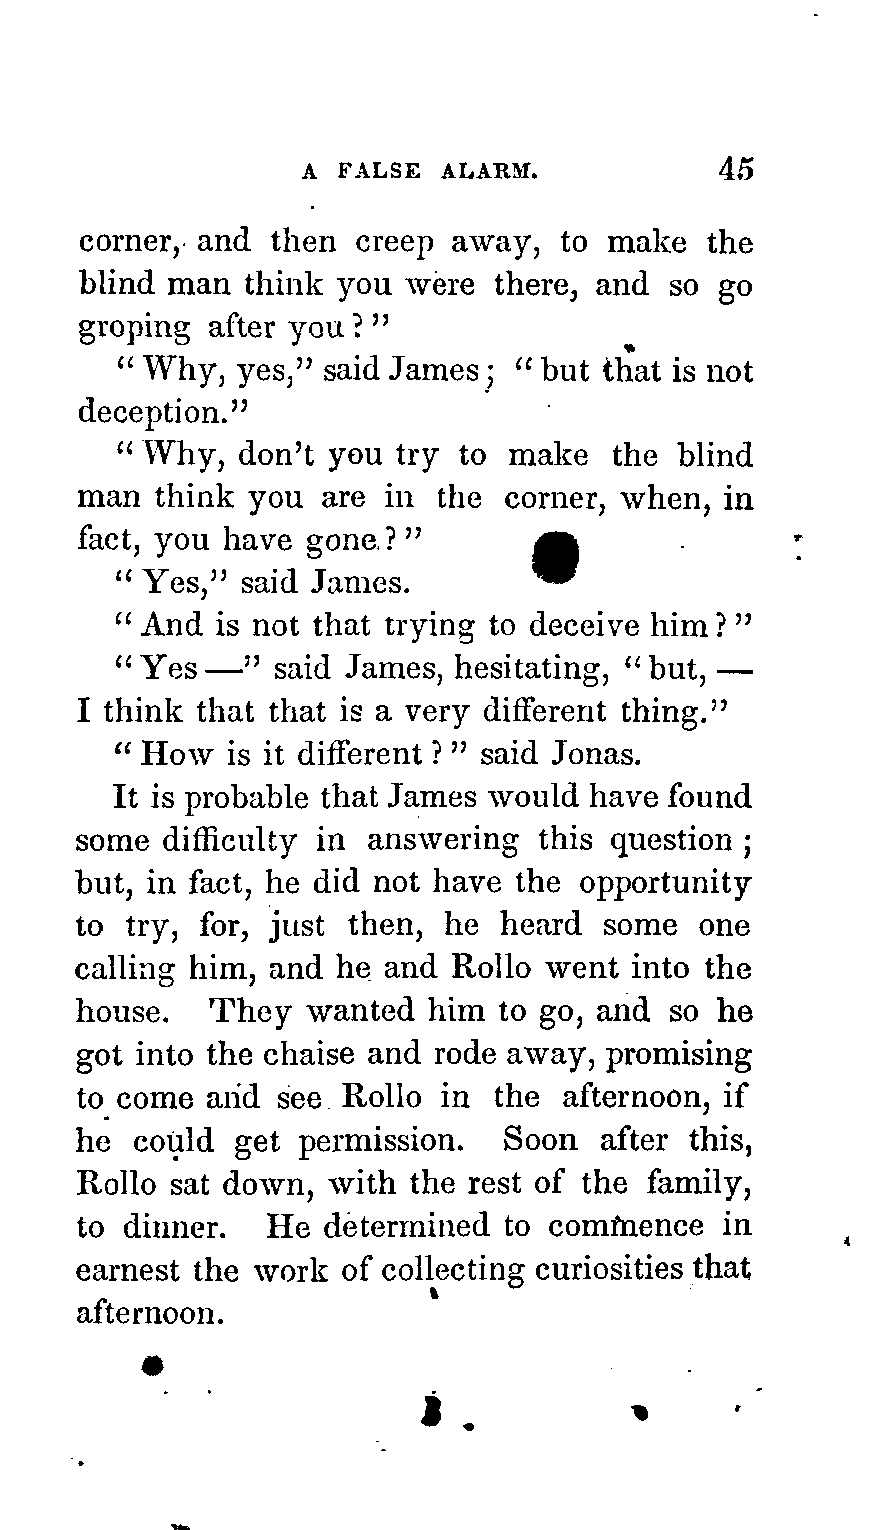 A FALSE ALARM. 45
corner, and then creep away, to make the
blind man think you were there, and so go
groping after you?"
"Why, yes," said James; "but that is not
deception."
"Why, don't you try to make the blind
man think you are in the corner, when, in
fact, you have gone?"
"Yes," said James.
"And is not that trying to deceive him?"
"Yes—" said James, hesitating, "but, —
I think that that is a very different thing."
"How is it different?" said Jonas.
It is probable that James would have found
some difficulty in answering this question;
but, in fact, he did not have the opportunity
to try, for, just then, he heard some one
calling him, and he and Rollo went into the
house. They wanted him to go, and so he
got into the chaise and rode away, promising
to come and see Rollo in the afternoon, if
he could get permission. Soon after this,
Rollo sat down, with the rest of the family,
to dinner. He determined to commence in
earnest the work of collecting curiosities that
afternoon.